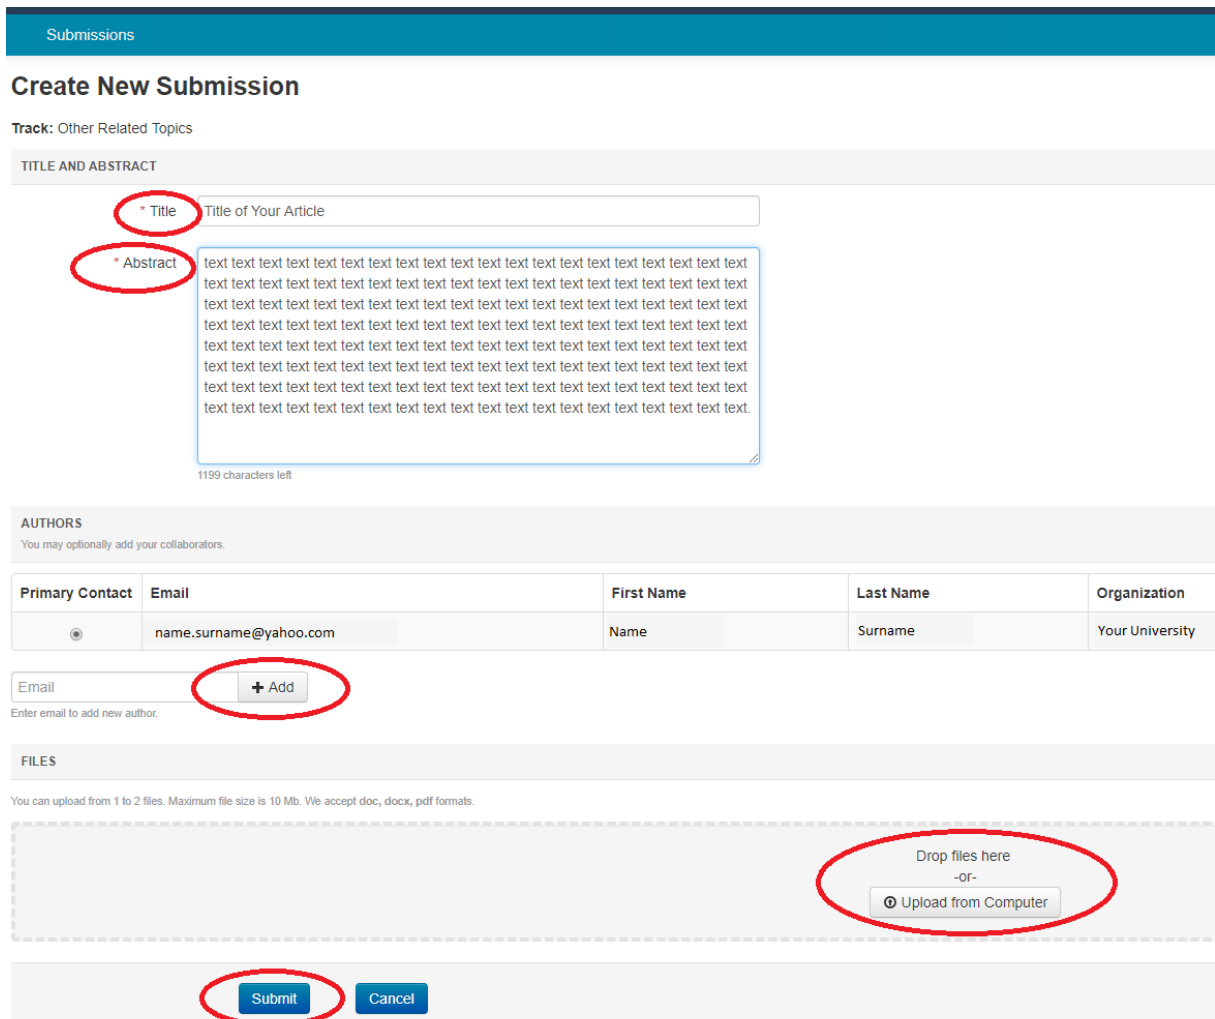 Submissions
Create New Submission
Track: Other Related Topics
TITLE AND ABSTRACT
* Title
Title of Your Article
* Abstract
text text text text text text text text text text text text text text text text text text text text
text text text text text text text text text text text text text text text text text text text text
text text text text text text text text text text text text text text text text text text text text
text text text text text text text text text text text text text text text text text text text text
text text text text text text text text text text text text text text text text text text text text
text text text text text text text text text text text text text text text text text text text text
text text text text text text text text text text text text text text text text text text text text
text text text text text text text text text text text text text text text text text text text text.
1199 characters left
AUTHORS
You may optionally add your collaborators.
Primary Contact Email First Name Last Name Organization
name.surname@yahoo.com Name Surname Your University
Email + Add
Enter email to add new author.
FILES
You can upload from 1 to 2 files. Maximum file size is 10 Mb. We accept doc, docx, pdf formats.
Drop files here
-or-
Upload from Computer
Submit Cancel